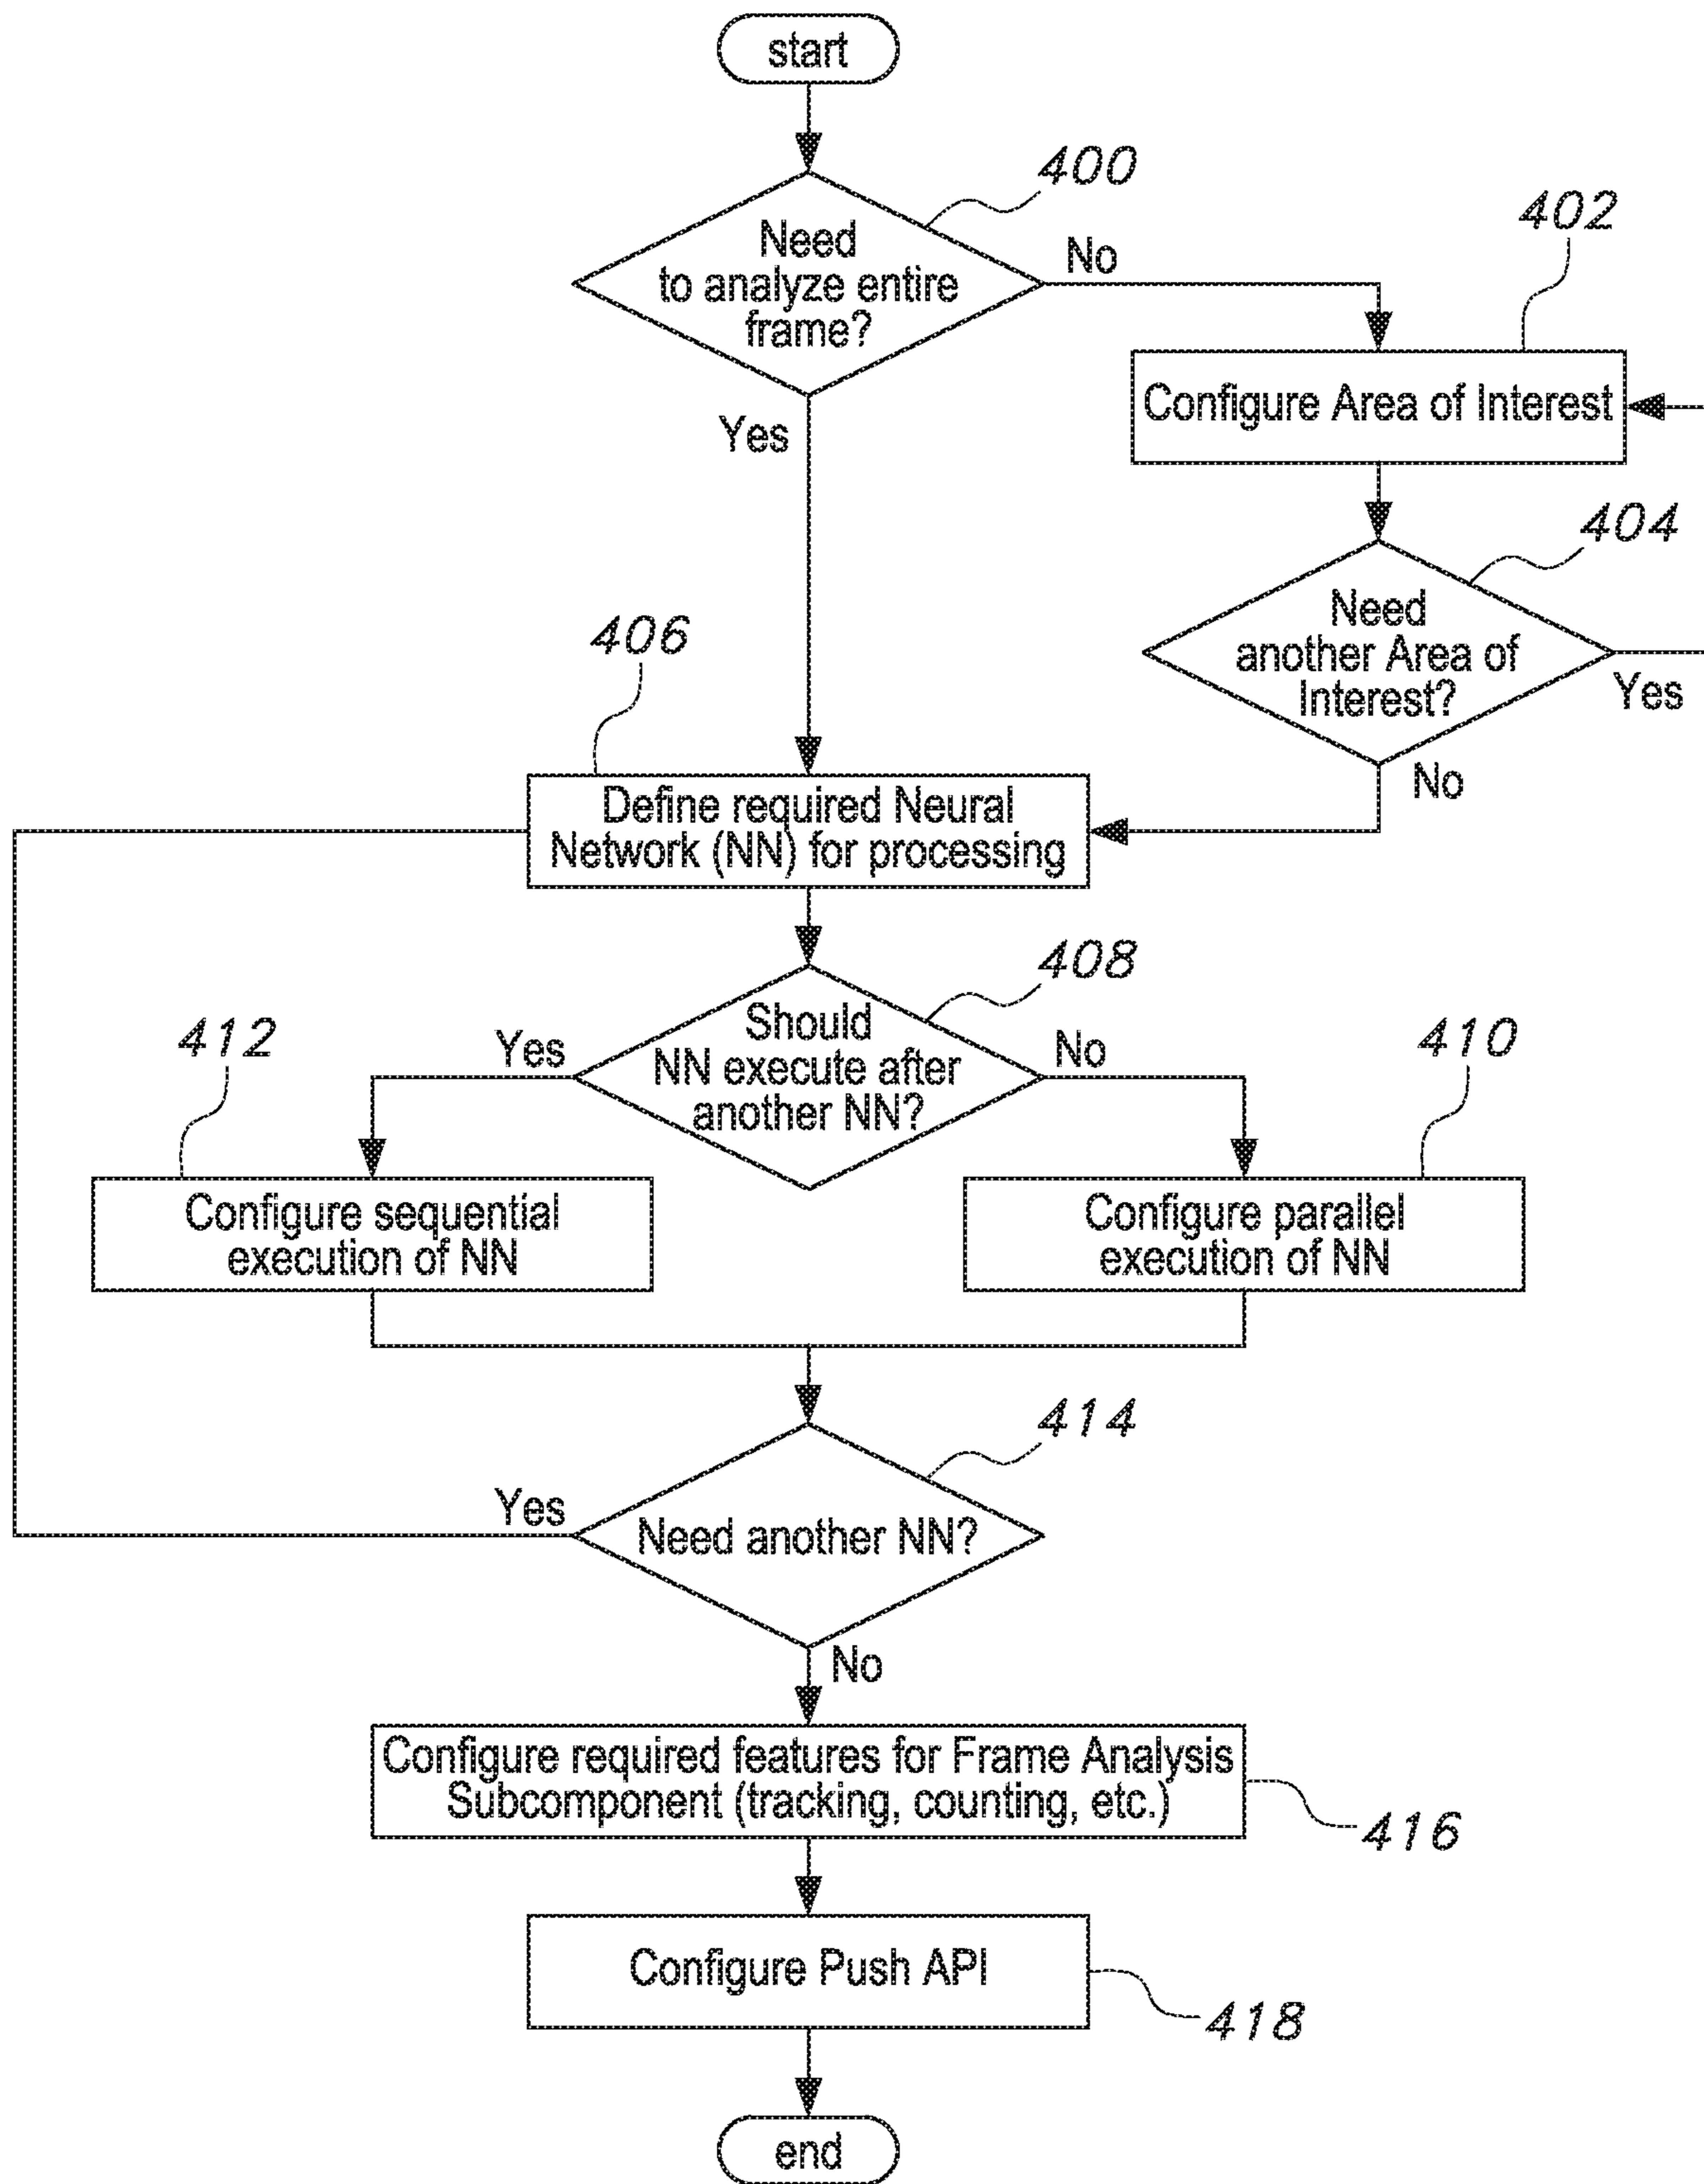 start
400
Need
to analyze entire
frame?
No
Yes
402
Configure Area of Interest
404
Need
another Area of
Interest?
Yes
No
406
Define required Neural
Network (NN) for processing
408
Should
NN execute after
another NN?
Yes
No
412
Configure sequential
execution of NN
410
Configure parallel
execution of NN
414
Need another NN?
Yes
No
Configure required features for Frame Analysis
Subcomponent (tracking, counting, etc.)
416
Configure Push API
418
end